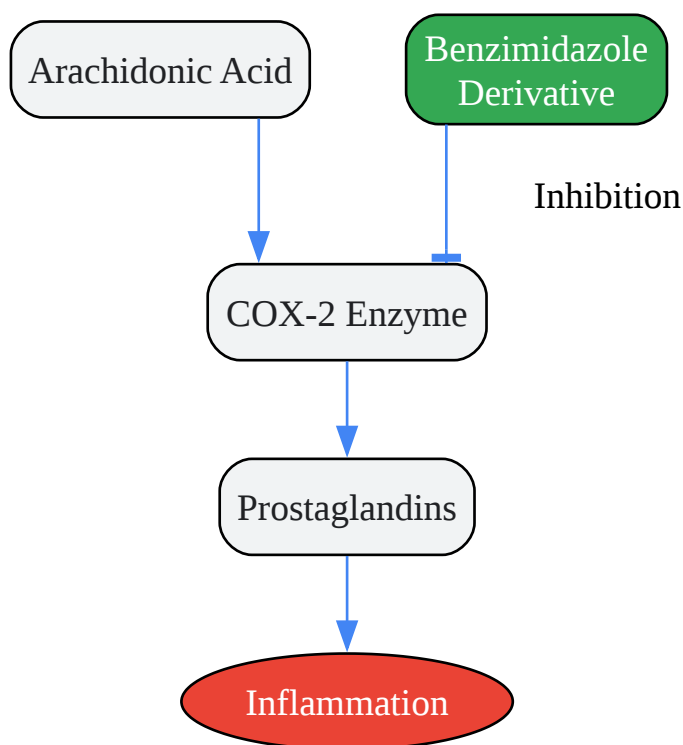 Arachidonic Acid
Benzimidazole
Derivative
Inhibition
COX-2 Enzyme
Prostaglandins
Inflammation